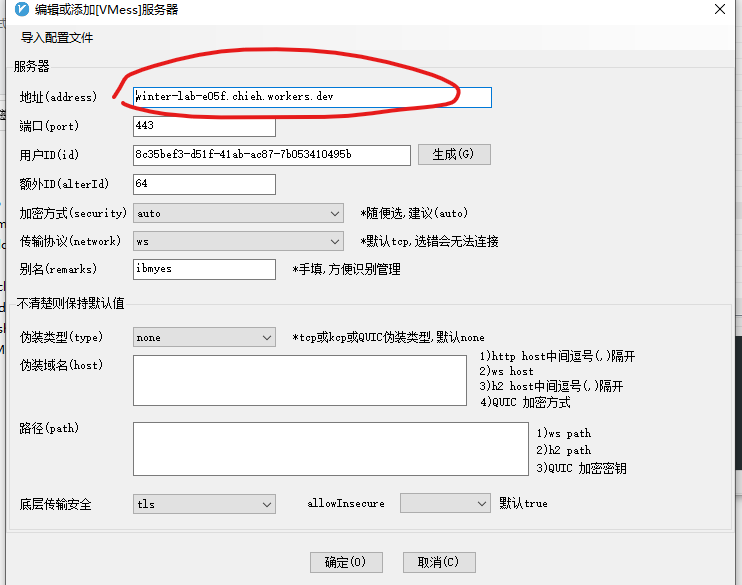 编辑或添加[VMess]服务器
导入配置文件
服务器
地址(address) winter-lab-e05f.chieh.workers.dev
端口(port) 443
用户ID(id) 8c35bef3-d51f-41ab-ac87-7b053410495b 生成(G)
额外ID(alterId) 64
加密方式(security) auto *随便选,建议(auto)
传输协议(network) ws *默认tcp,选错会无法连接
别名(remarks) ibmyes *手填,方便识别管理
不清楚则保持默认值
伪装类型(type) none *tcp或kcp或QUIC伪装类型,默认none
伪装域名(host)
1)http host中间逗号(,)隔开
2)ws host
3)h2 host中间逗号(,)隔开
4)QUIC 加密方式
路径(path)
1)ws path
2)h2 path
3)QUIC 加密密钥
底层传输安全 tls allowInsecure 默认true
确定(O) 取消(C)